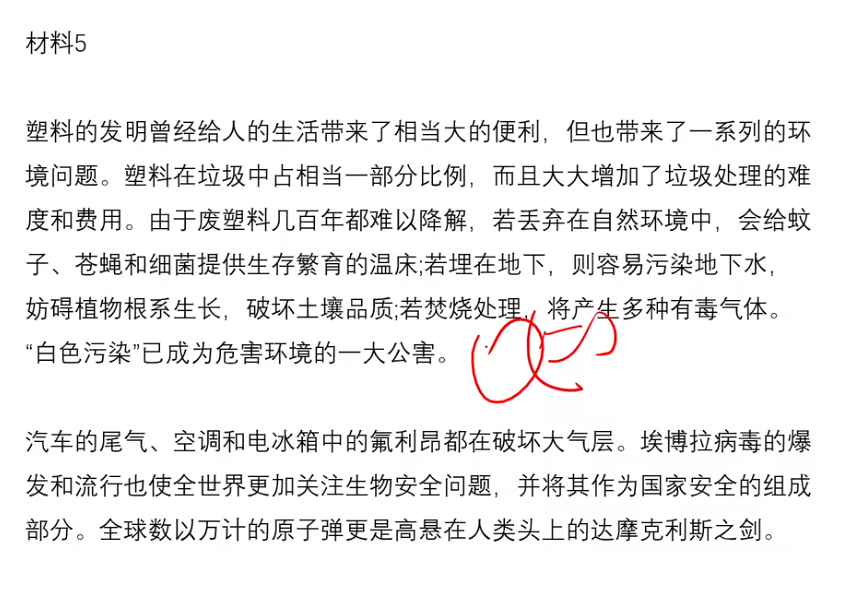 材料5
塑料的发明曾经给人的生活带来了相当大的便利，但也带来了一系列的环
境问题。塑料在垃圾中占相当一部分比例，而且大大增加了垃圾处理的难
度和费用。由于废塑料几百年都难以降解，若丢弃在自然环境中，会给蚊
子、苍蝇和细菌提供生存繁育的温床;若埋在地下，则容易污染地下水，
妨碍植物根系生长，破坏土壤品质;若焚烧处理，将产生多种有毒气体。
“白色污染”已成为危害环境的一大公害。
汽车的尾气、空调和电冰箱中的氟利昂都在破坏大气层。埃博拉病毒的爆
发和流行也使全世界更加关注生物安全问题，并将其作为国家安全的组成
部分。全球数以万计的原子弹更是高悬在人类头上的达摩克利斯之剑。